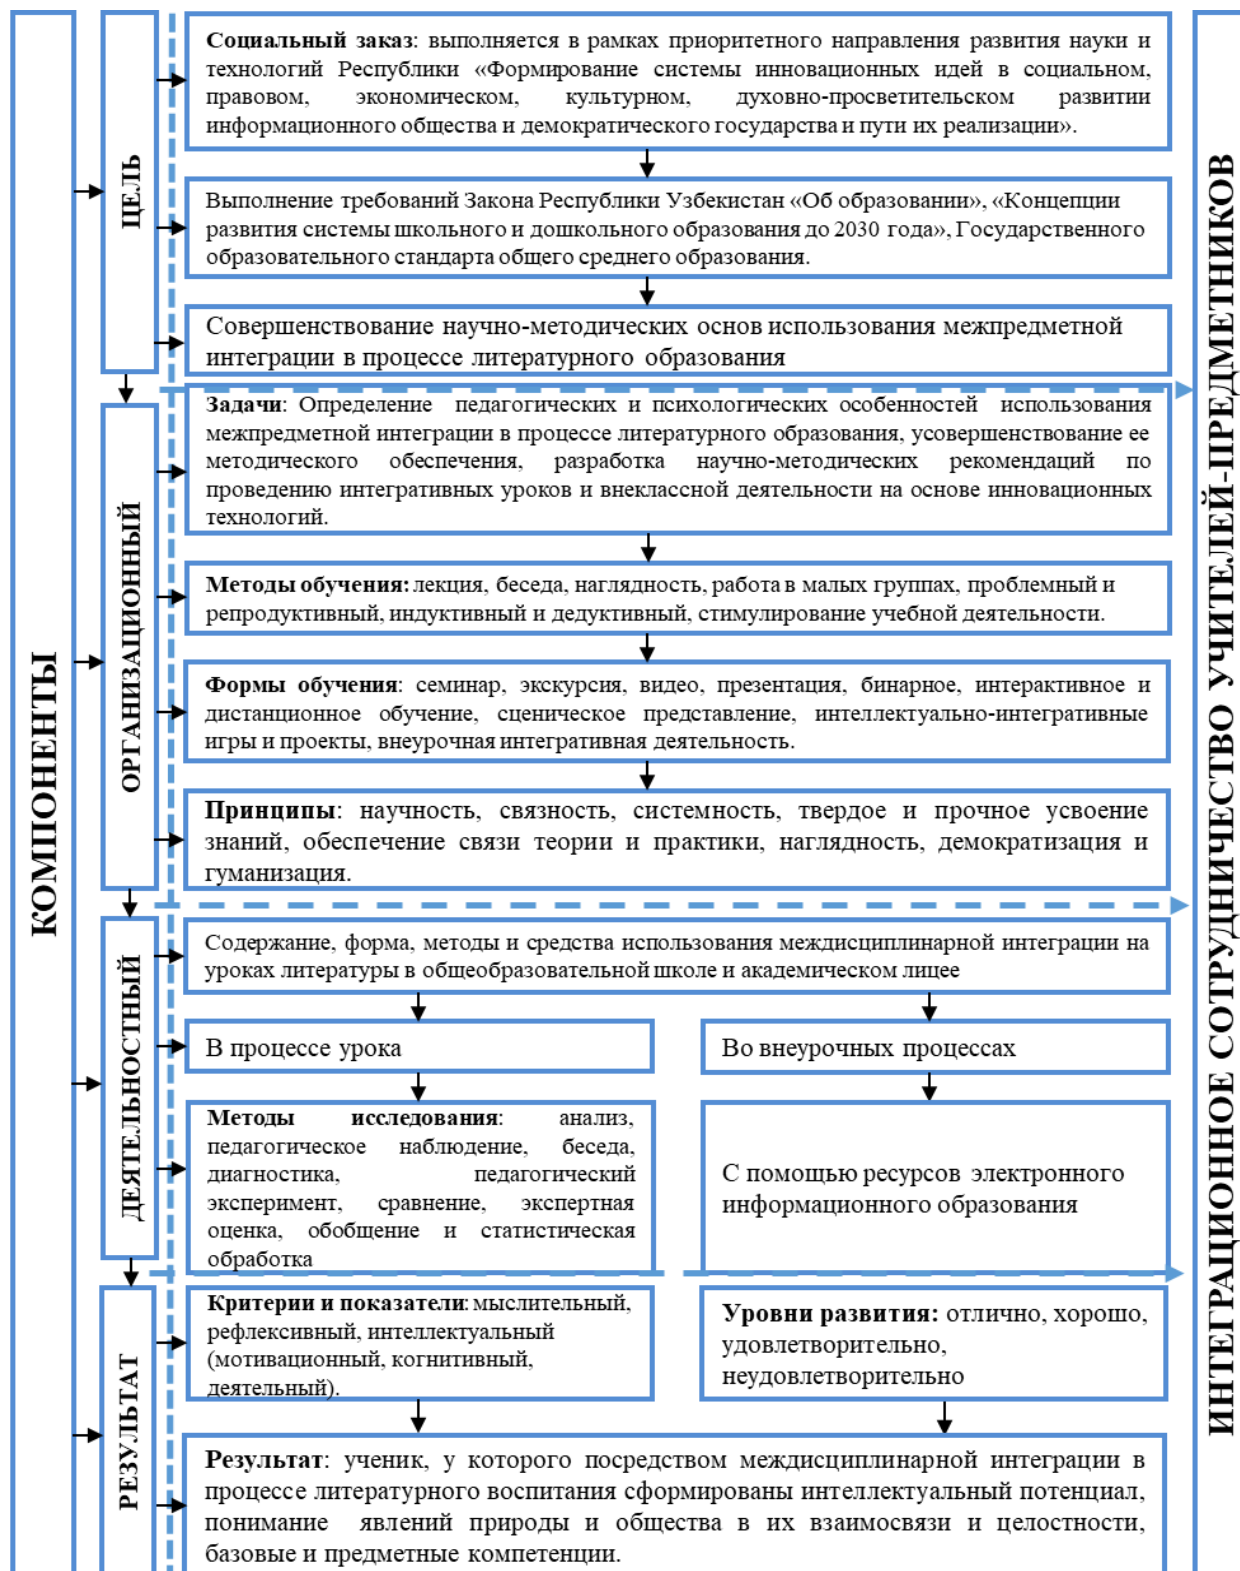 КОМПОНЕНТЫ
ЦЕЛЬ
Социальный заказ: выполняется в рамках приоритетного направления развития науки и
технологий Республики «Формирование системы инновационных идей в социальном,
правовом, экономическом, культурном, духовно-просветительском развитии
информационного общества и демократического государства и пути их реализации».
Выполнение требований Закона Республики Узбекистан «Об образовании», «Концепции
развития системы школьного и дошкольного образования до 2030 года», Государственного
образовательного стандарта общего среднего образования.
Совершенствование научно-методических основ использования межпредметной
интеграции в процессе литературного образования
ОРГАНИЗАЦИОННЫЙ
Задачи: Определение педагогических и психологических особенностей использования
межпредметной интеграции в процессе литературного образования, усовершенствование ее
методического обеспечения, разработка научно-методических рекомендаций по
проведению интегративных уроков и внеклассной деятельности на основе инновационных
технологий.
Методы обучения: лекция, беседа, наглядность, работа в малых группах, проблемный и
репродуктивный, индуктивный и дедуктивный, стимулирование учебной деятельности.
Формы обучения: семинар, экскурсия, видео, презентация, бинарное, интерактивное и
дистанционное обучение, сценическое представление, интеллектуально-интегративные
игры и проекты, внеурочная интегративная деятельность.
Принципы: научность, связность, системность, твердое и прочное усвоение
знаний, обеспечение связи теории и практики, наглядность, демократизация и
гуманизация.
ДЕЯТЕЛЬНОСТНЫЙ
Содержание, форма, методы и средства использования междисциплинарной интеграции на
уроках литературы в общеобразовательной школе и академическом лицее
В процессе урока
Во внеурочных процессах
Методы исследования: анализ,
педагогическое наблюдение, беседа,
диагностика, педагогический
эксперимент, сравнение, экспертная
оценка, обобщение и статистическая
обработка
С помощью ресурсов электронного
информационного образования
РЕЗУЛЬТАТ
Критерии и показатели: мыслительный,
рефлексивный, интеллектуальный
(мотивационный, когнитивный,
деятельный).
Уровни развития: отлично, хорошо,
удовлетворительно,
неудовлетворительно
Результат: ученик, у которого посредством междисциплинарной интеграции в
процессе литературного воспитания сформированы интеллектуальный потенциал,
понимание явлений природы и общества в их взаимосвязи и целостности,
базовые и предметные компетенции.
ИНТЕГРАЦИОННОЕ СОТРУДНИЧЕСТВО УЧИТЕЛЕЙ-ПРЕДМЕТНИКОВ